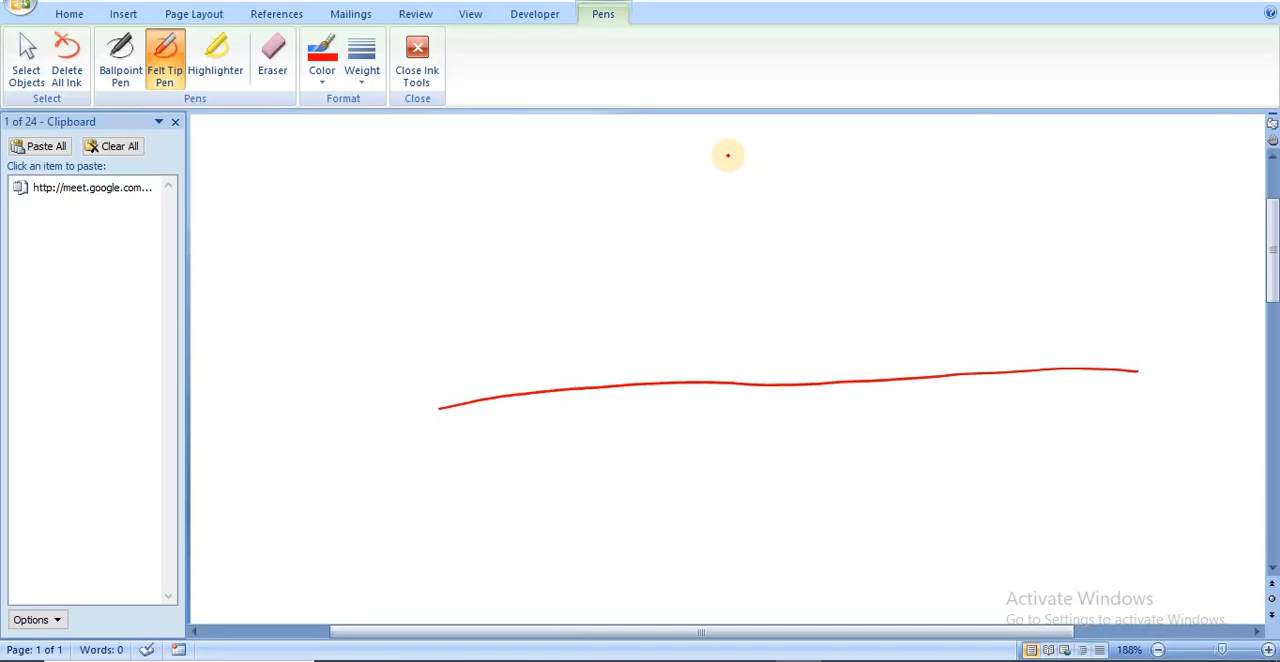 Home Insert Page Layout References Mailings Review View Developer Pens
Select Objects
Delete All Ink
Ballpoint Pen
Felt Tip Pen
Highlighter
Eraser
Color
Weight
Close Ink Tools
Select Pens Format Close
1 of 24 - Clipboard
Paste All Clear All
Click an item to paste:
http://meet.google.com...
Options
Activate Windows
Go to Settings to activate Windows.
Page: 1 of 1 Words: 0 188%